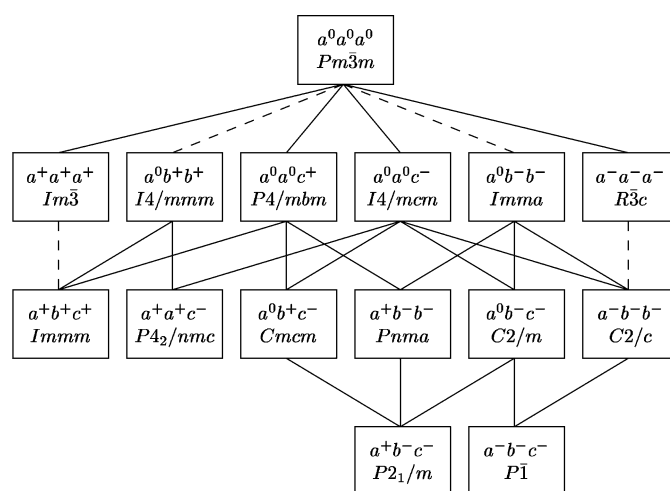 a⁰a⁰a⁰
Pm3̄m
a⁺a⁺a⁺
Im3̄
a⁰b⁺b⁺
I4/mmm
a⁰a⁰c⁺
P4/mbm
a⁰a⁰c⁻
I4/mcm
a⁰b⁻b⁻
Imma
a⁻a⁻a⁻
R3̄c
a⁺b⁺c⁺
Immm
a⁺a⁺c⁻
P4₂/nmc
a⁰b⁺c⁻
Cmcm
a⁺b⁻b⁻
Pnma
a⁰b⁻c⁻
C2/m
a⁻b⁻b⁻
C2/c
a⁺b⁻c⁻
P2₁/m
a⁻b⁻c⁻
P1̄